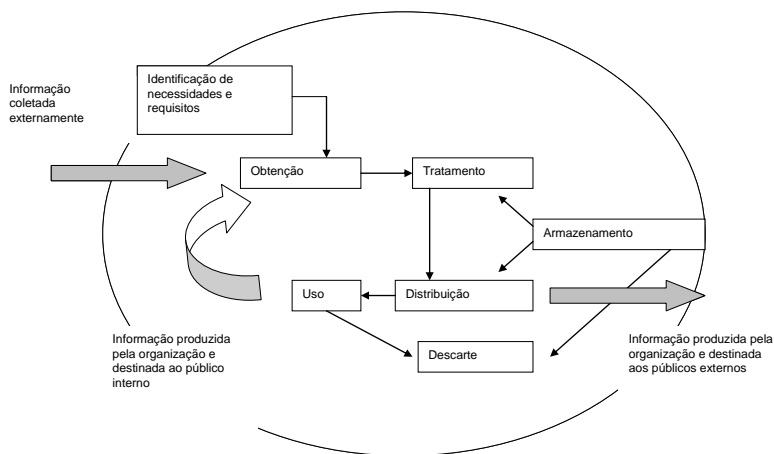 Identificação de
necessidades e
requisitos
Informação
coletada
externamente
Obtenção
Tratamento
Armazenamento
Uso
Distribuição
Informação produzida
pela organização e
destinada ao público
interno
Descarte
Informação produzida pela
organização e destinada
aos públicos externos